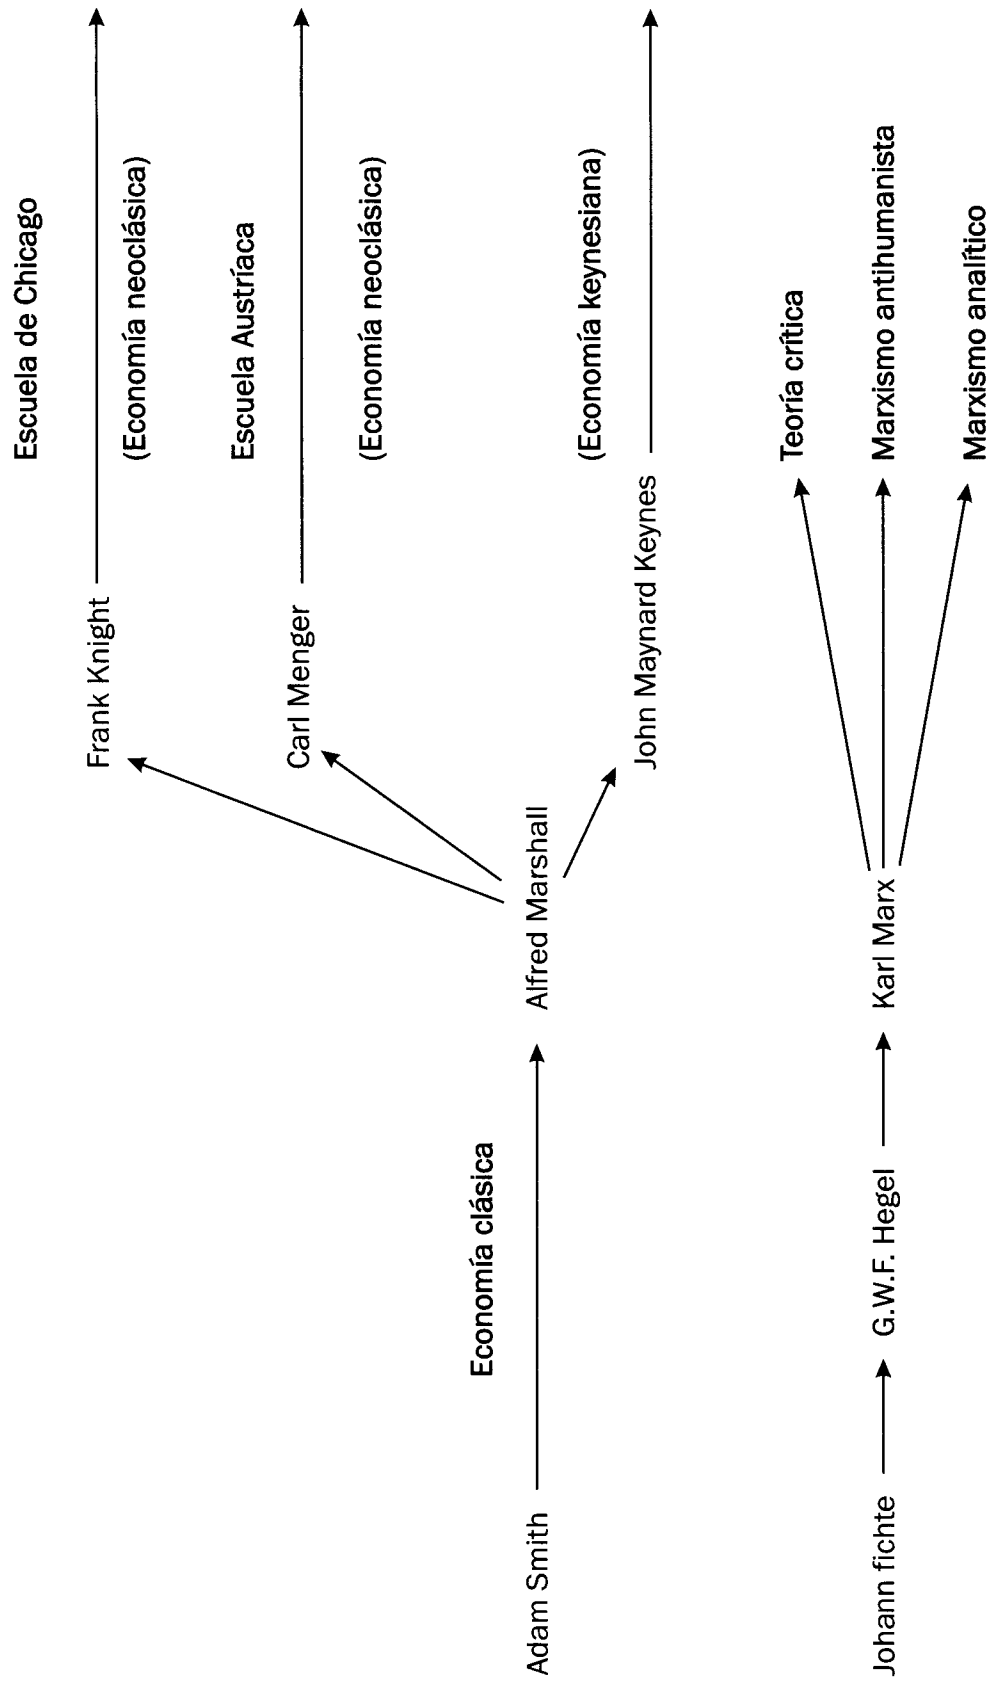 Escuela de Chicago
Frank Knight
(Economía neoclásica)
Escuela Austríaca
Carl Menger
(Economía neoclásica)
Economía clásica
Adam Smith
Alfred Marshall
(Economía keynesiana)
John Maynard Keynes
Teoría crítica
Johann fichte
G.W.F. Hegel
Karl Marx
Marxismo antihumanista
Marxismo analítico